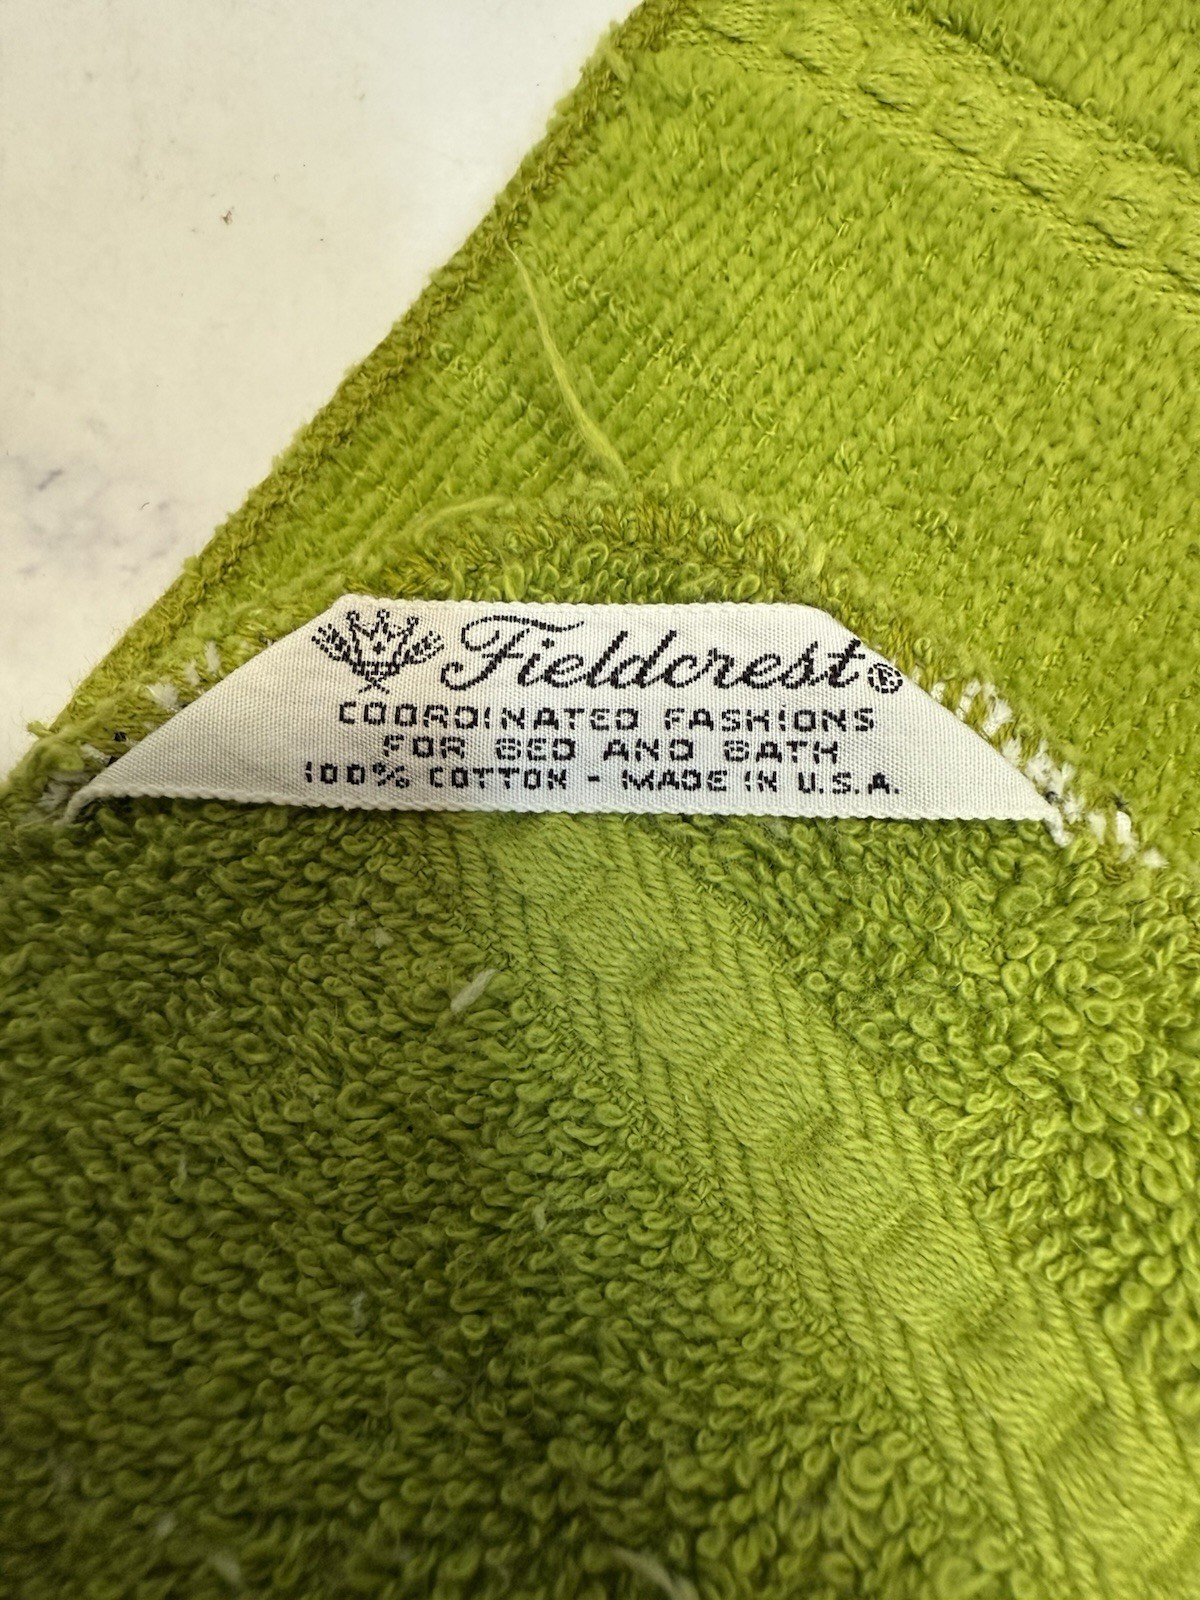 Fieldcrest®
COORDINATED FASHIONS
FOR BED AND BATH
100% COTTON - MADE IN U.S.A.